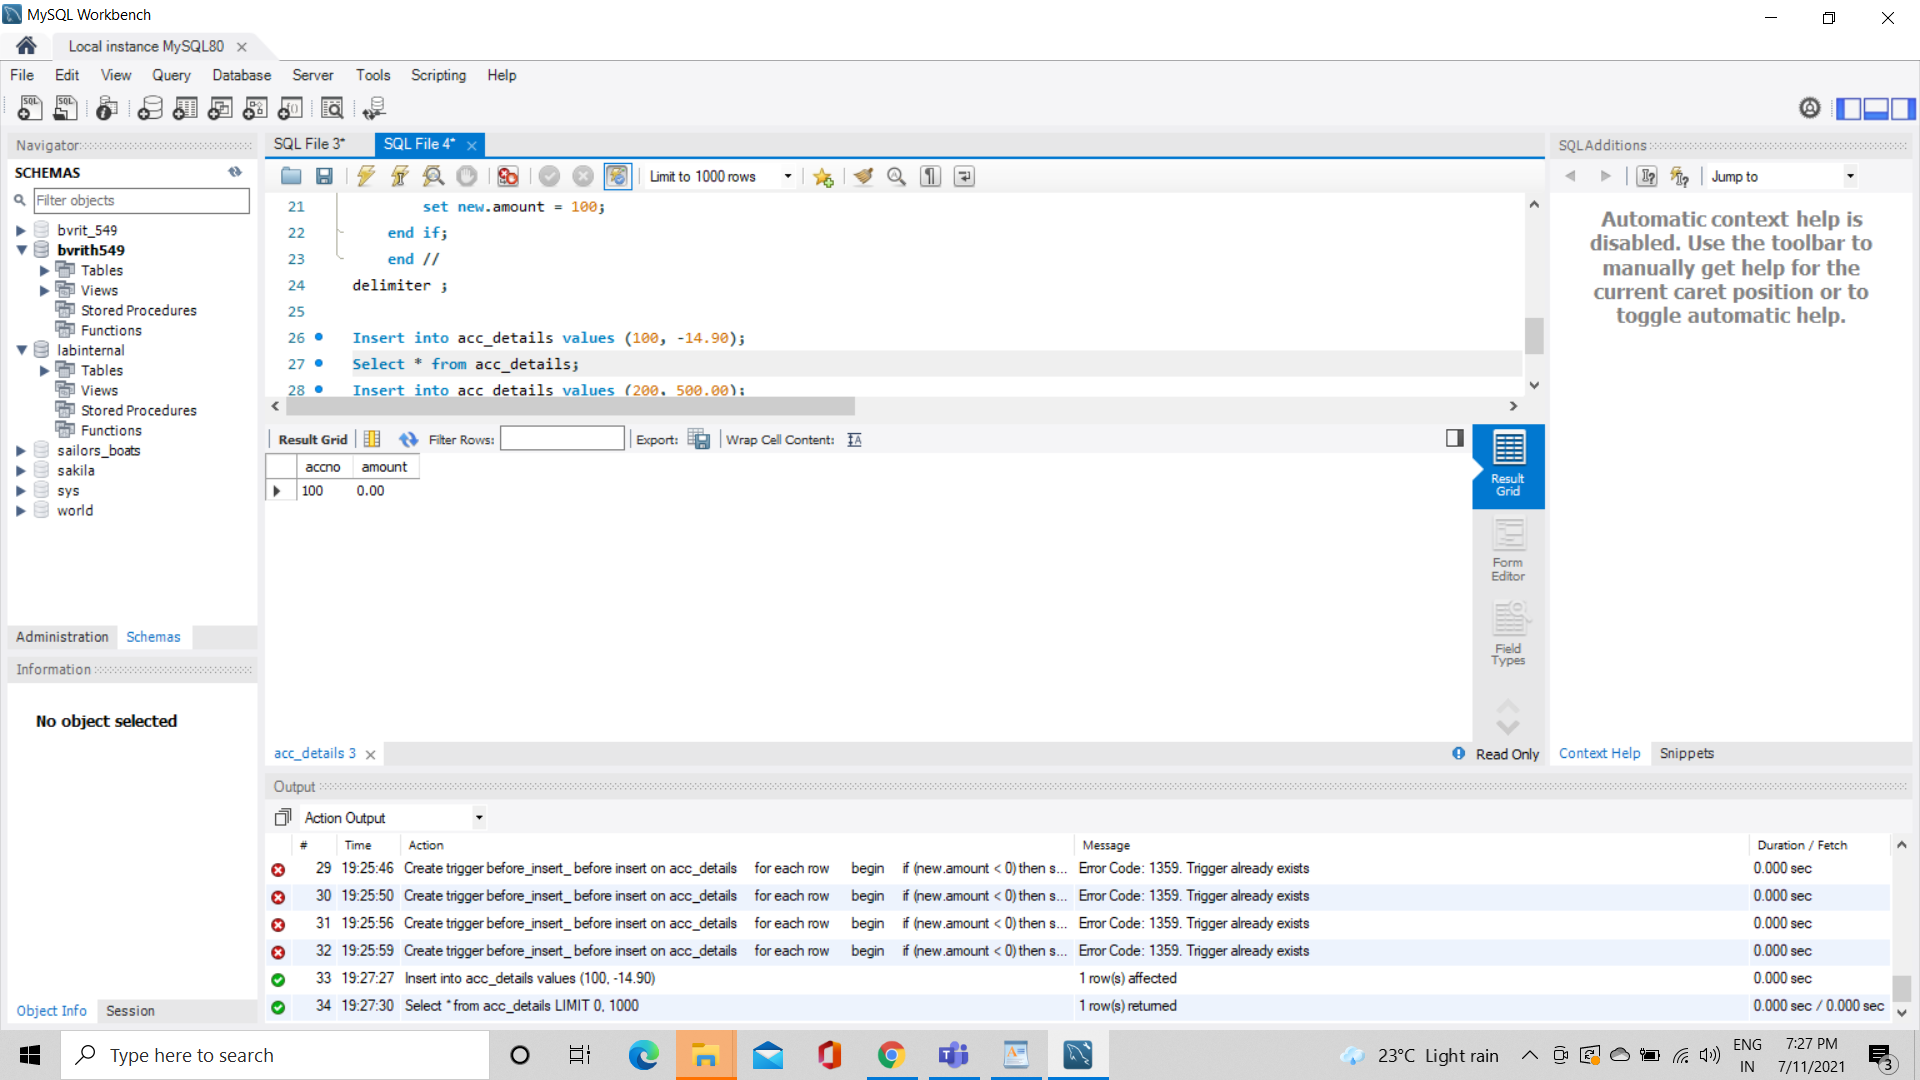 MySQL Workbench
Local instance MySQL80
File Edit View Query Database Server Tools Scripting Help
Navigator
SCHEMAS
Filter objects
bvrit_549
bvrith549
Tables
Views
Stored Procedures
Functions
labinternal
Tables
Views
Stored Procedures
Functions
sailors_boats
sakila
sys
world
Administration Schemas
Information
No object selected
Object Info Session
SQL File 3* SQL File 4*
Limit to 1000 rows
21 set new.amount = 100;
22 end if;
23 end //
24 delimiter ;
25
26 Insert into acc_details values (100, -14.90);
27 Select * from acc_details;
28 Insert into acc_details values (200, 500.00);
Result Grid Filter Rows: Export: Wrap Cell Content:
accno amount
100 0.00
Result Grid
Form Editor
Field Types
acc_details 3
Read Only
SQLAdditions
Jump to
Automatic context help is
disabled. Use the toolbar to
manually get help for the
current caret position or to
toggle automatic help.
Context Help Snippets
Output
Action Output
# Time Action Message Duration / Fetch
29 19:25:46 Create trigger before_insert_ before insert on acc_details for each row begin if (new.amount < 0) then s... Error Code: 1359. Trigger already exists 0.000 sec
30 19:25:50 Create trigger before_insert_ before insert on acc_details for each row begin if (new.amount < 0) then s... Error Code: 1359. Trigger already exists 0.000 sec
31 19:25:56 Create trigger before_insert_ before insert on acc_details for each row begin if (new.amount < 0) then s... Error Code: 1359. Trigger already exists 0.000 sec
32 19:25:59 Create trigger before_insert_ before insert on acc_details for each row begin if (new.amount < 0) then s... Error Code: 1359. Trigger already exists 0.000 sec
33 19:27:27 Insert into acc_details values (100, -14.90) 1 row(s) affected 0.000 sec
34 19:27:30 Select * from acc_details LIMIT 0, 1000 1 row(s) returned 0.000 sec / 0.000 sec
Type here to search
23°C Light rain
ENG
IN
7:27 PM
7/11/2021
3